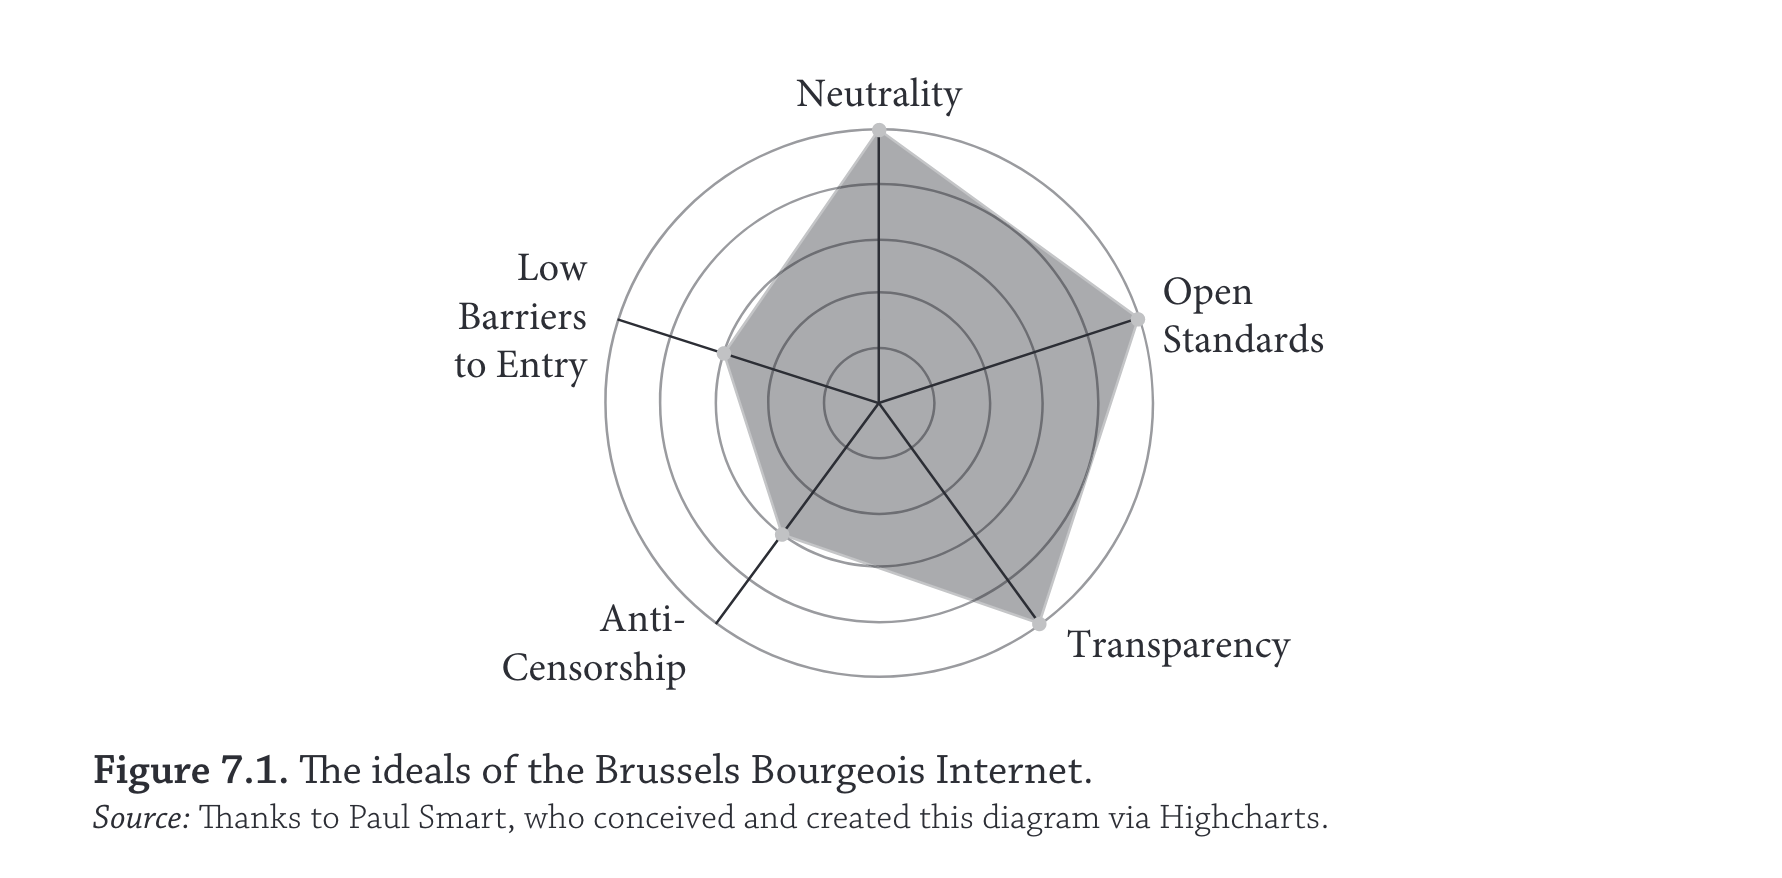 Neutrality
Open
Standards
Transparency
Anti-
Censorship
Low
Barriers
to Entry
Figure 7.1. The ideals of the Brussels Bourgeois Internet.
Source: Thanks to Paul Smart, who conceived and created this diagram via Highcharts.